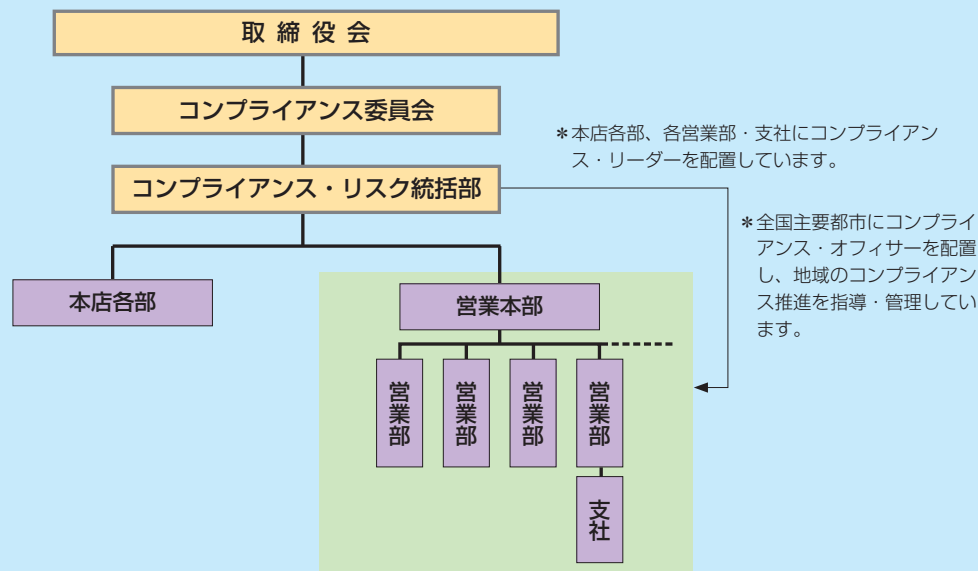 取締役会
コンプライアンス委員会
＊本店各部、各営業部・支社にコンプライアン
ス・リーダーを配置しています。
コンプライアンス・リスク統括部
＊全国主要都市にコンプライ
アンス・オフィサーを配置
し、地域のコンプライアン
ス推進を指導・管理してい
ます。
本店各部
営業本部
営業部
営業部
営業部
営業部
支社